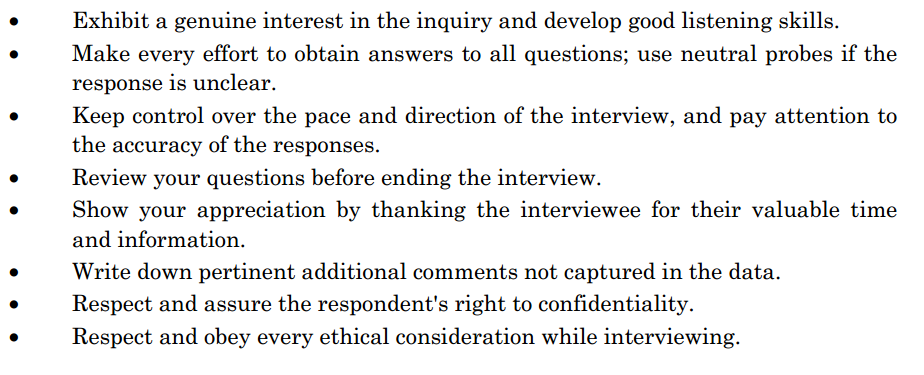 • Exhibit a genuine interest in the inquiry and develop good listening skills.
• Make every effort to obtain answers to all questions; use neutral probes if the
response is unclear.
• Keep control over the pace and direction of the interview, and pay attention to
the accuracy of the responses.
• Review your questions before ending the interview.
• Show your appreciation by thanking the interviewee for their valuable time
and information.
• Write down pertinent additional comments not captured in the data.
• Respect and assure the respondent's right to confidentiality.
• Respect and obey every ethical consideration while interviewing.